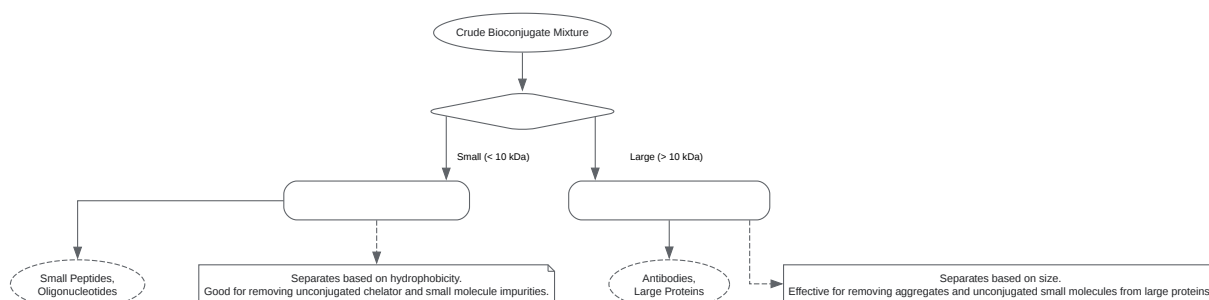 Crude Bioconjugate Mixture
Small (< 10 kDa)
Large (> 10 kDa)
Small Peptides,
Oligonucleotides
Separates based on hydrophobicity.
Good for removing unconjugated chelator and small molecule impurities.
Antibodies,
Large Proteins
Separates based on size.
Effective for removing aggregates and unconjugated small molecules from large proteins